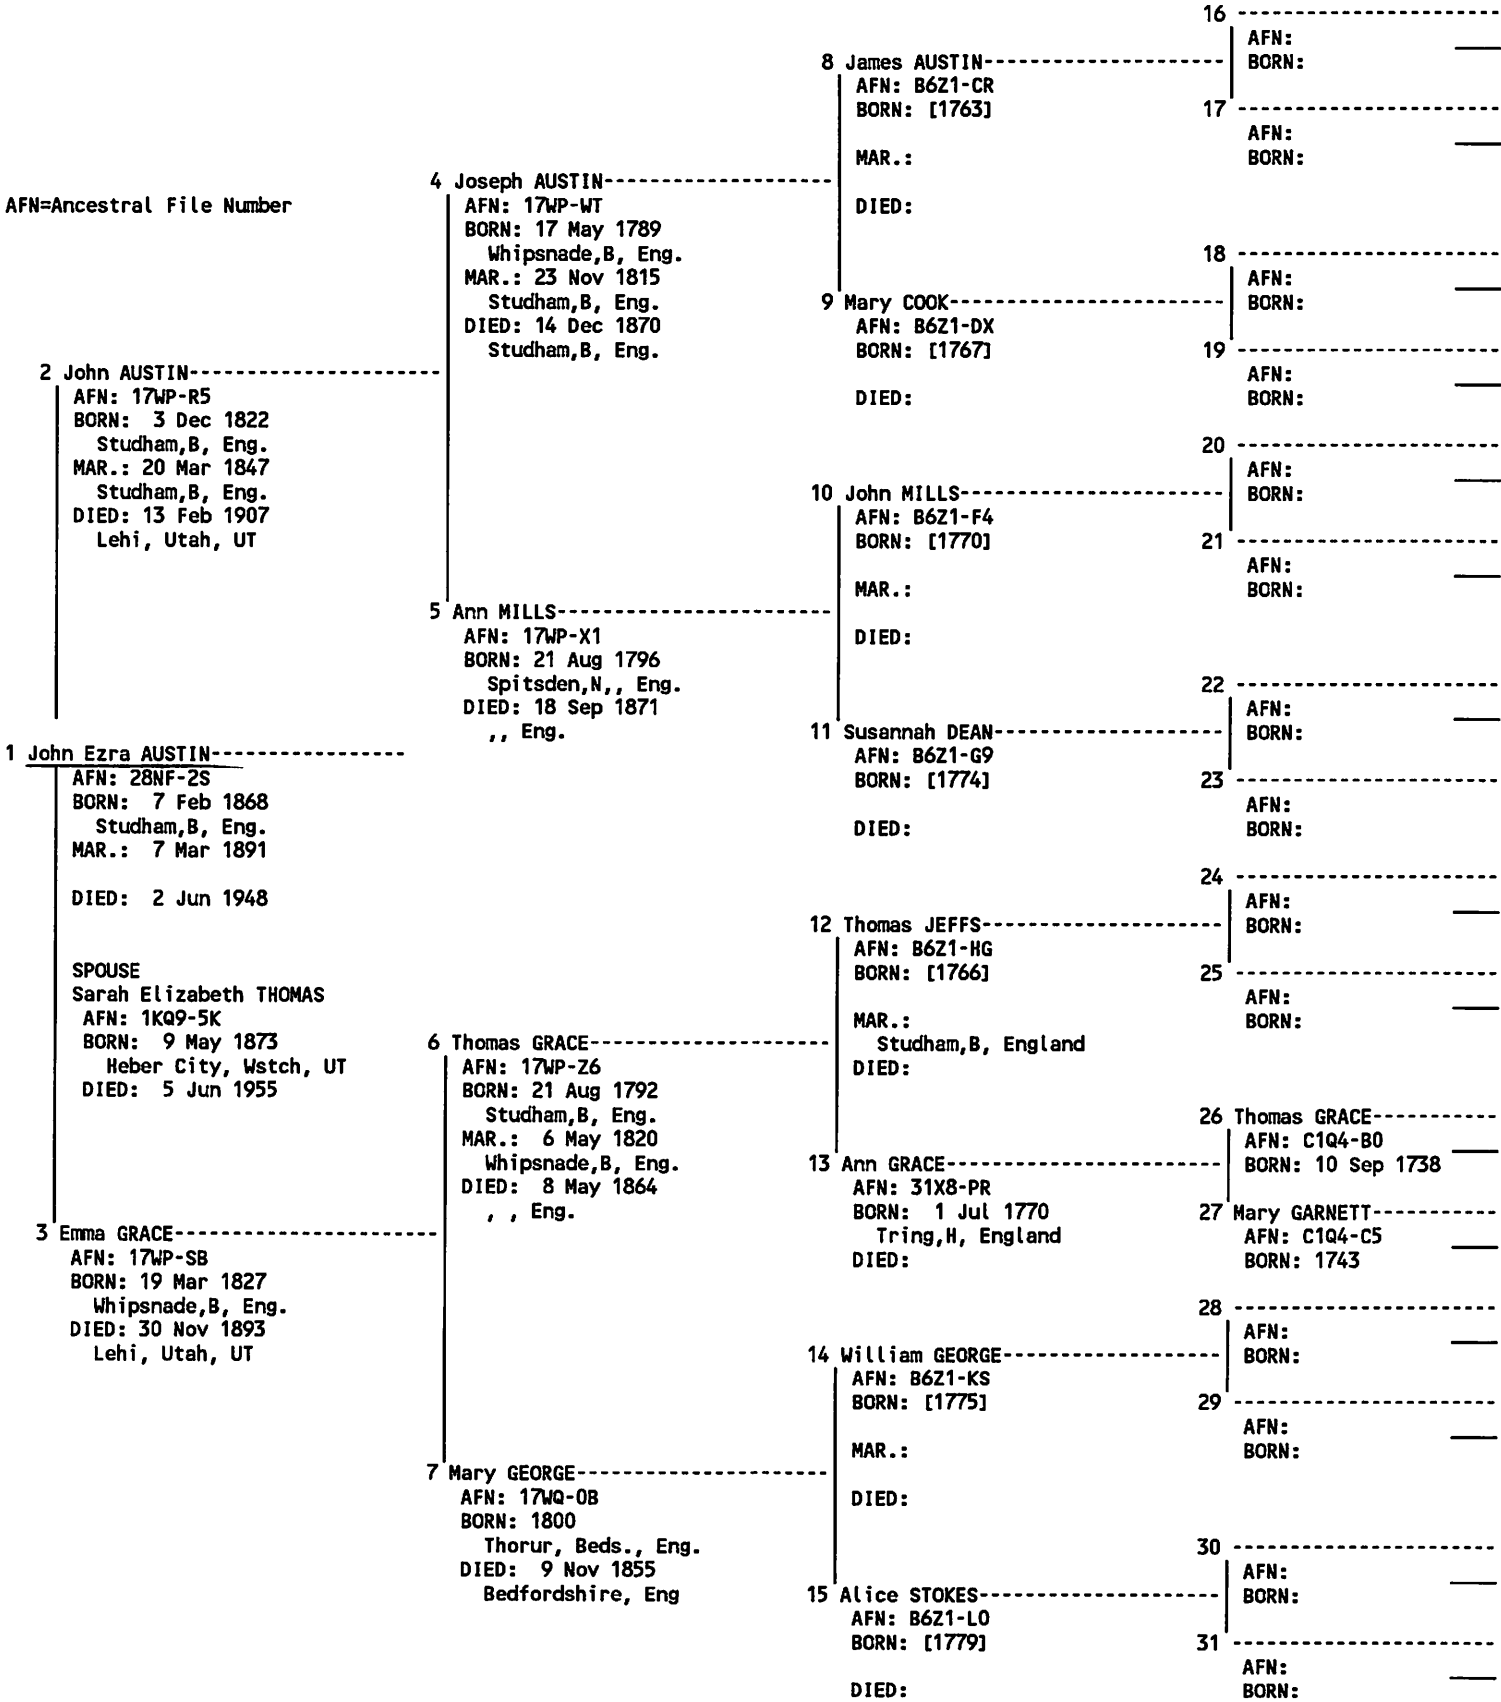 AFN=Ancestral File Number
1 John Ezra AUSTIN
AFN: 28NF-2S
BORN: 7 Feb 1868
Studham,B, Eng.
MAR.: 7 Mar 1891
DIED: 2 Jun 1948
SPOUSE
Sarah Elizabeth THOMAS
AFN: 1KQ9-5K
BORN: 9 May 1873
Heber City, Wstch, UT
DIED: 5 Jun 1955
2 John AUSTIN
AFN: 17WP-R5
BORN: 3 Dec 1822
Studham,B, Eng.
MAR.: 20 Mar 1847
Studham,B, Eng.
DIED: 13 Feb 1907
Lehi, Utah, UT
3 Emma GRACE
AFN: 17WP-SB
BORN: 19 Mar 1827
Whipsnade,B, Eng.
DIED: 30 Nov 1893
Lehi, Utah, UT
4 Joseph AUSTIN
AFN: 17WP-WT
BORN: 17 May 1789
Whipsnade,B, Eng.
MAR.: 23 Nov 1815
Studham,B, Eng.
DIED: 14 Dec 1870
Studham,B, Eng.
5 Ann MILLS
AFN: 17WP-X1
BORN: 21 Aug 1796
Spitsden,N,, Eng.
DIED: 18 Sep 1871
,, Eng.
6 Thomas GRACE
AFN: 17WP-Z6
BORN: 21 Aug 1792
Studham,B, Eng.
MAR.: 6 May 1820
Whipsnade,B, Eng.
DIED: 8 May 1864
, , Eng.
7 Mary GEORGE
AFN: 17WQ-0B
BORN: 1800
Thorur, Beds., Eng.
DIED: 9 Nov 1855
Bedfordshire, Eng
8 James AUSTIN
AFN: B6Z1-CR
BORN: [1763]
MAR.:
DIED:
9 Mary COOK
AFN: B6Z1-DX
BORN: [1767]
DIED:
10 John MILLS
AFN: B6Z1-F4
BORN: [1770]
MAR.:
DIED:
11 Susannah DEAN
AFN: B6Z1-G9
BORN: [1774]
DIED:
12 Thomas JEFFS
AFN: B6Z1-HG
BORN: [1766]
MAR.:
Studham,B, England
DIED:
13 Ann GRACE
AFN: 31X8-PR
BORN: 1 Jul 1770
Tring,H, England
DIED:
14 William GEORGE
AFN: B6Z1-KS
BORN: [1775]
MAR.:
DIED:
15 Alice STOKES
AFN: B6Z1-L0
BORN: [1779]
DIED:
16
AFN:
BORN:
17
AFN:
BORN:
18
AFN:
BORN:
19
AFN:
BORN:
20
AFN:
BORN:
21
AFN:
BORN:
22
AFN:
BORN:
23
AFN:
BORN:
24
AFN:
BORN:
25
AFN:
BORN:
26 Thomas GRACE
AFN: C1Q4-B0
BORN: 10 Sep 1738
27 Mary GARNETT
AFN: C1Q4-C5
BORN: 1743
28
AFN:
BORN:
29
AFN:
BORN:
30
AFN:
BORN:
31
AFN:
BORN: